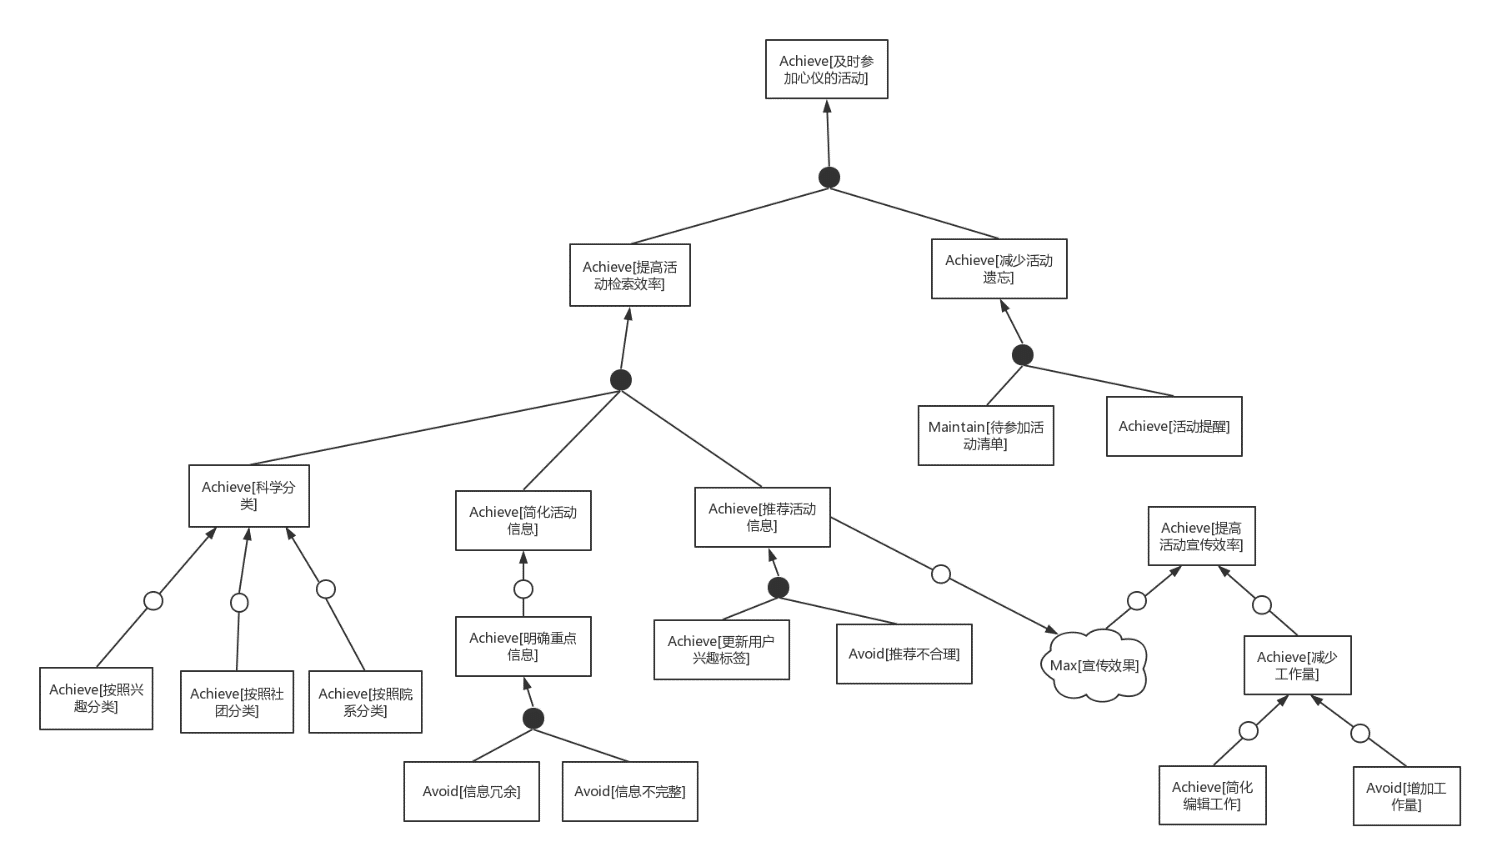 Achieve[及时参
加心仪的活动]
Achieve[提高活
动检索效率]
Achieve[减少活动
遗忘]
Maintain[待参加活
动清单]
Achieve[活动提醒]
Achieve[科学分
类]
Achieve[简化活动
信息]
Achieve[推荐活动
信息]
Achieve[提高
活动宣传效率]
Achieve[明确重点
信息]
Achieve[更新用户
兴趣标签]
Avoid[推荐不合理]
Max[宣传效果]
Achieve[减少
工作量]
Achieve[按照兴
趣分类]
Achieve[按照社
团分类]
Achieve[按照院
系分类]
Avoid[信息冗余]
Avoid[信息不完整]
Achieve[简化
编辑工作]
Avoid[增加工
作量]